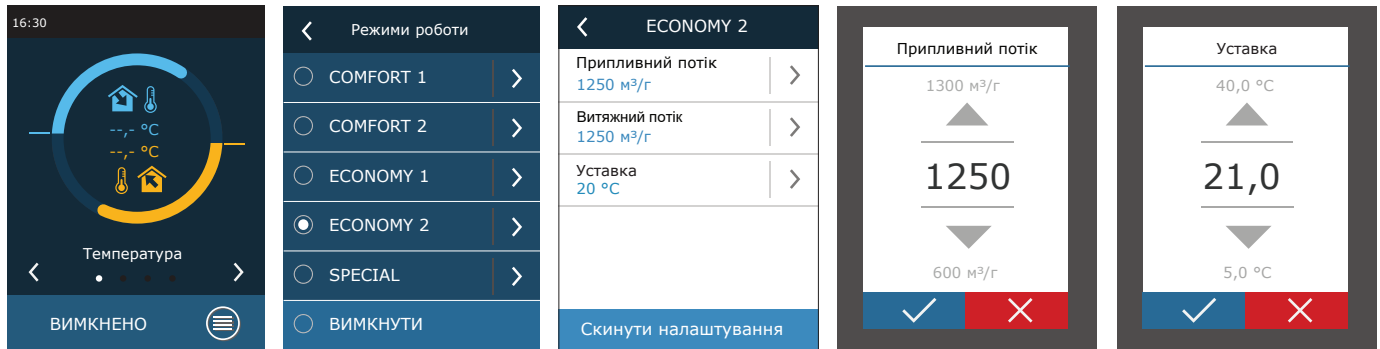 16:30
--,- °C
--,- °C
Температура
ВИМКНЕНО
Режими роботи
COMFORT 1
COMFORT 2
ECONOMY 1
ECONOMY 2
SPECIAL
ВИМКНУТИ
ECONOMY 2
Припливний потік
1250 м³/г
Витяжний потік
1250 м³/г
Уставка
20 °C
Скинути налаштування
Припливний потік
1300 м³/г
1250
600 м³/г
Уставка
40,0 °C
21,0
5,0 °C